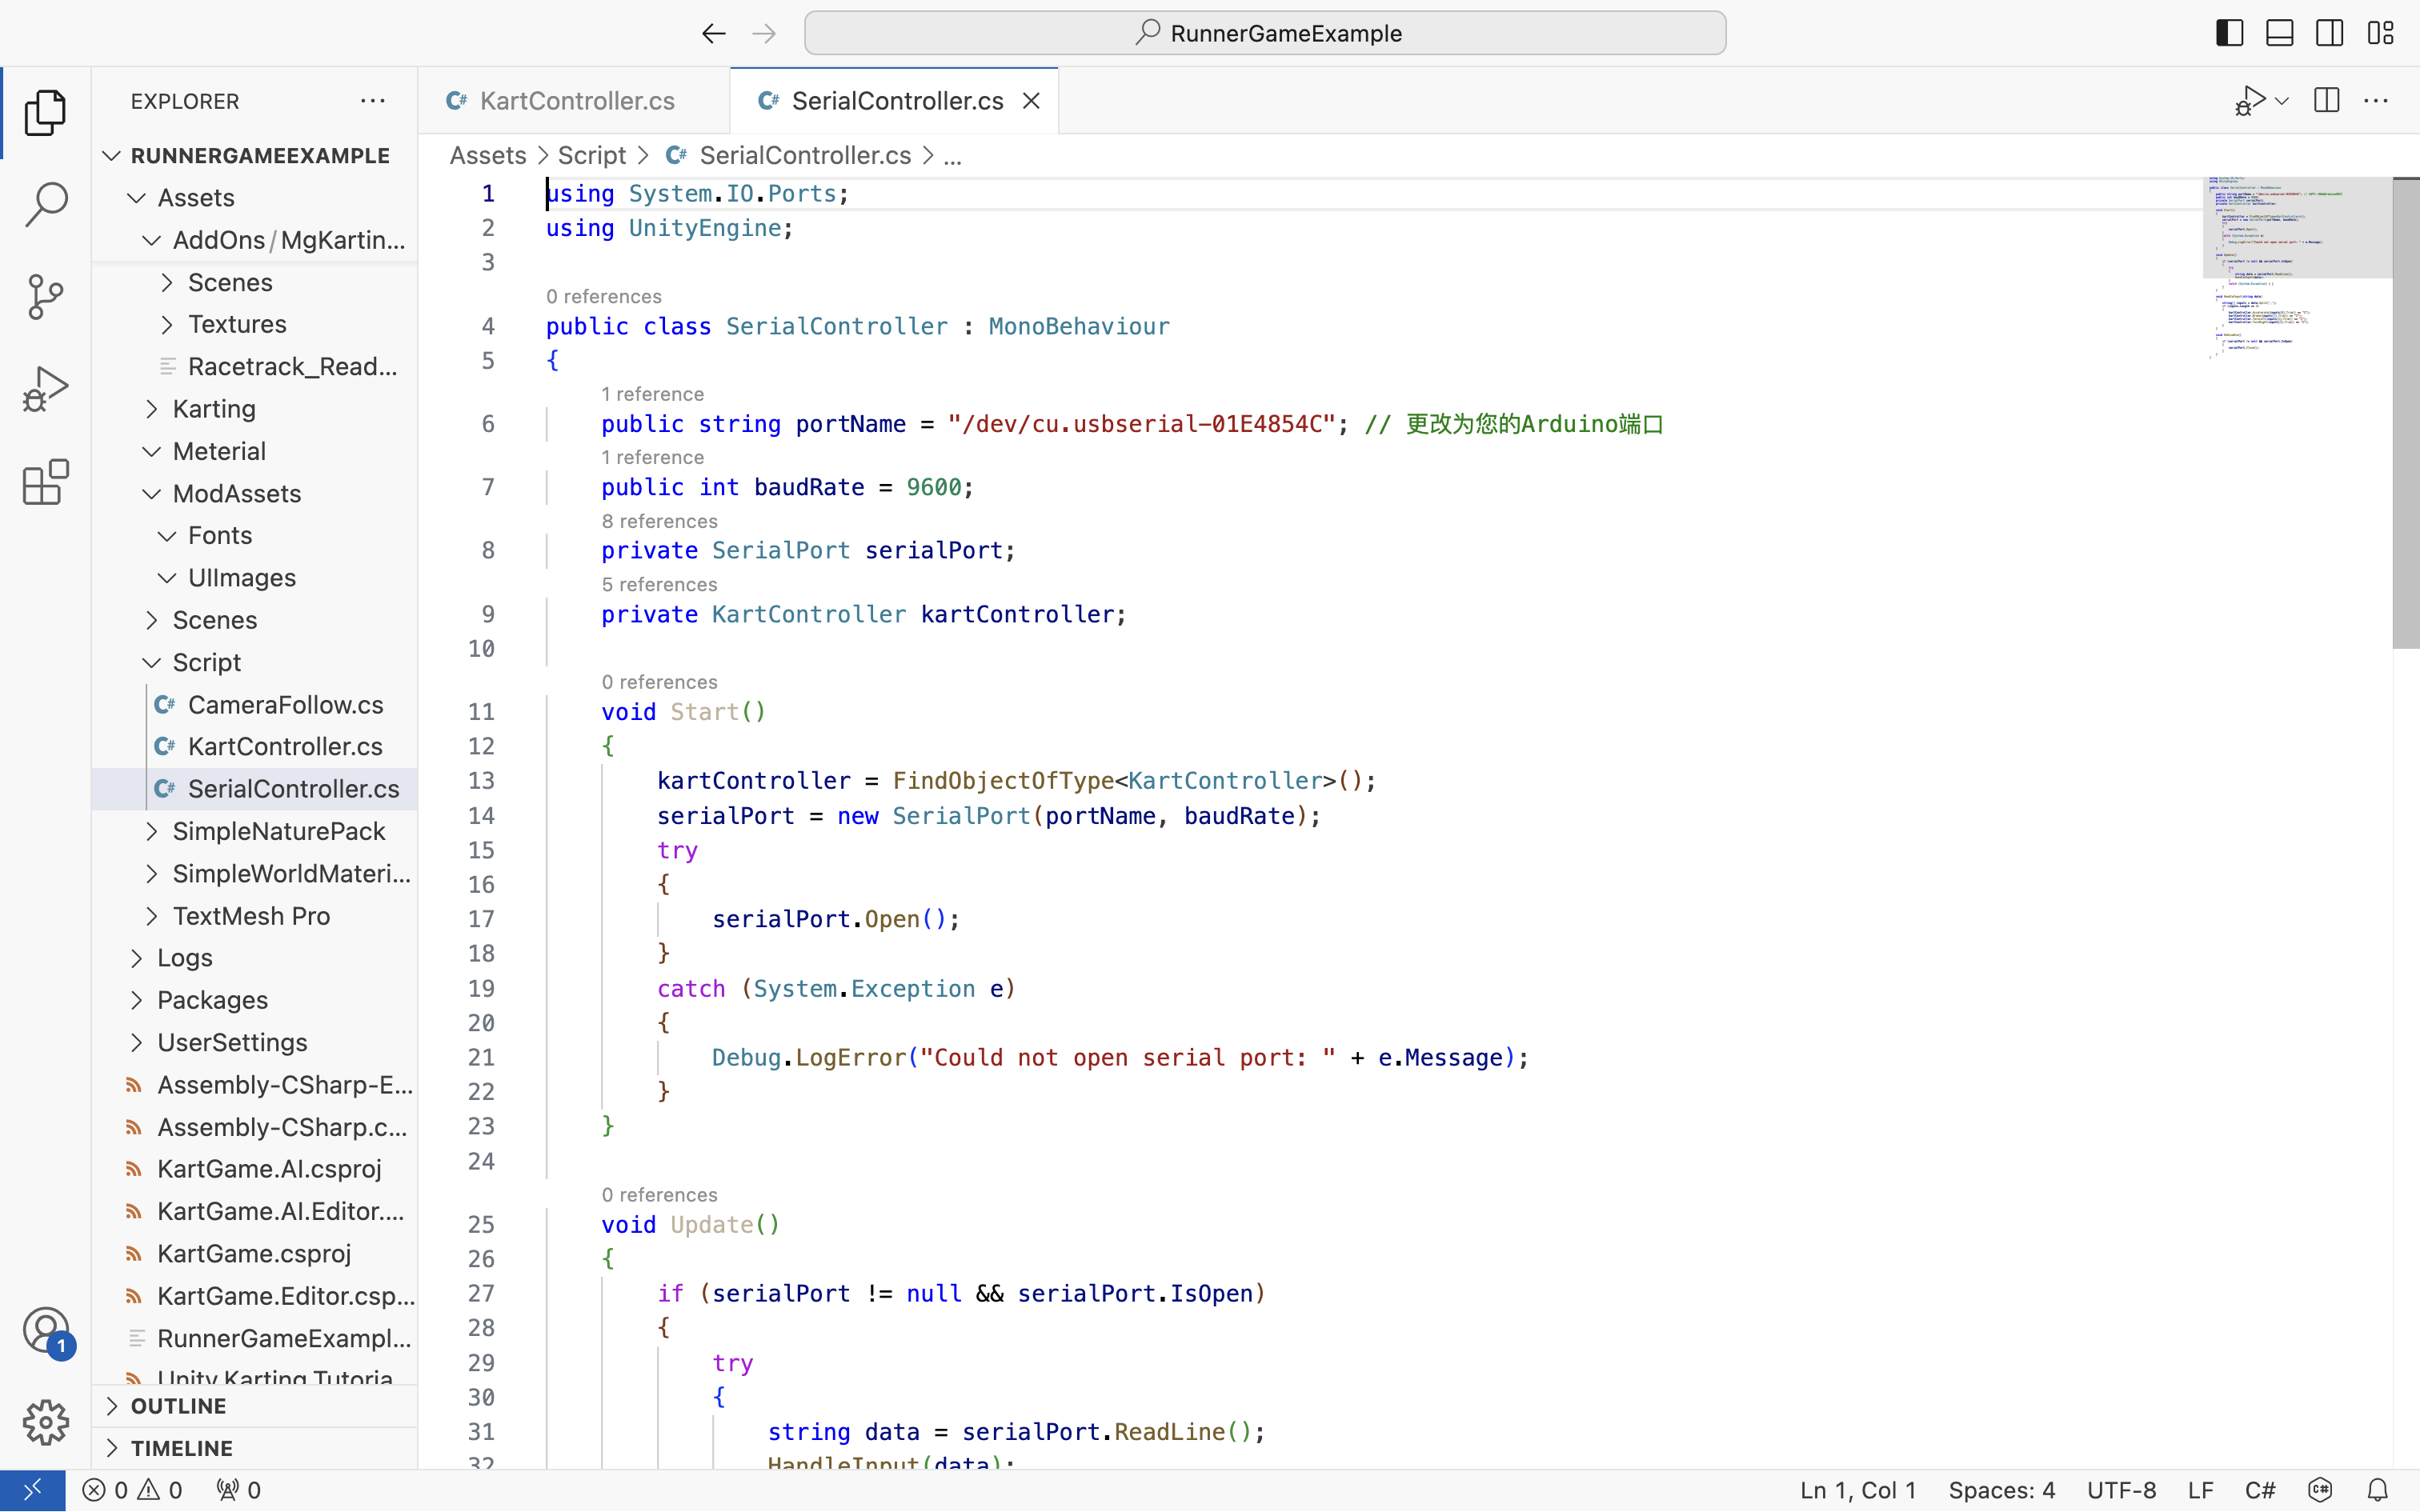 RunnerGameExample
EXPLORER
RUNNERGAMEEXAMPLE
Assets
AddOns/MgKartin...
Scenes
Textures
Racetrack_Read...
Karting
Meterial
ModAssets
Fonts
UIImages
Scenes
Script
CameraFollow.cs
KartController.cs
SerialController.cs
SimpleNaturePack
SimpleWorldMateri...
TextMesh Pro
Logs
Packages
UserSettings
Assembly-CSharp-E...
Assembly-CSharp.c...
KartGame.AI.csproj
KartGame.AI.Editor....
KartGame.csproj
KartGame.Editor.csp...
RunnerGameExampl...
Unity.Karting.Tutoria
OUTLINE
TIMELINE
1
KartController.cs
SerialController.cs
Assets > Script > C# SerialController.cs > ...
1 using System.IO.Ports;
2 using UnityEngine;
3
0 references
4 public class SerialController : MonoBehaviour
5 {
1 reference
6 public string portName = "/dev/cu.usbserial-01E4854C"; // 更改为您的Arduino端口
1 reference
7 public int baudRate = 9600;
8 references
8 private SerialPort serialPort;
5 references
9 private KartController kartController;
10
0 references
11 void Start()
12 {
13 kartController = FindObjectOfType<KartController>();
14 serialPort = new SerialPort(portName, baudRate);
15 try
16 {
17 serialPort.Open();
18 }
19 catch (System.Exception e)
20 {
21 Debug.LogError("Could not open serial port: " + e.Message);
22 }
23 }
24
0 references
25 void Update()
26 {
27 if (serialPort != null && serialPort.IsOpen)
28 {
29 try
30 {
31 string data = serialPort.ReadLine();
32 HandleInput(data);
0 0 0
Ln 1, Col 1 Spaces: 4 UTF-8 LF C#